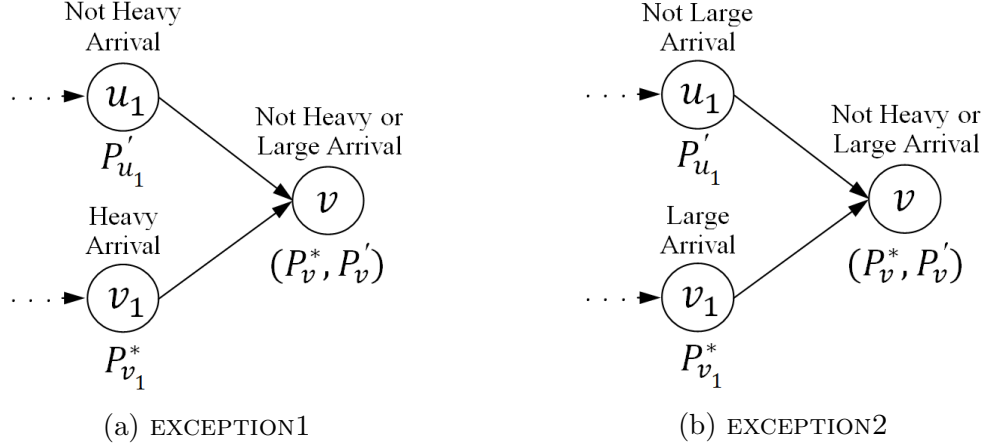 Not Heavy
Arrival
. . .
u₁
P'ᵤ₁
Heavy
Arrival
. . .
v₁
P*ᵥ₁
Not Heavy or
Large Arrival
v
(P*ᵥ, P'ᵥ)
(a) EXCEPTION1
Not Large
Arrival
. . .
u₁
P'ᵤ₁
Large
Arrival
. . .
v₁
P*ᵥ₁
Not Heavy or
Large Arrival
v
(P*ᵥ, P'ᵥ)
(b) EXCEPTION2